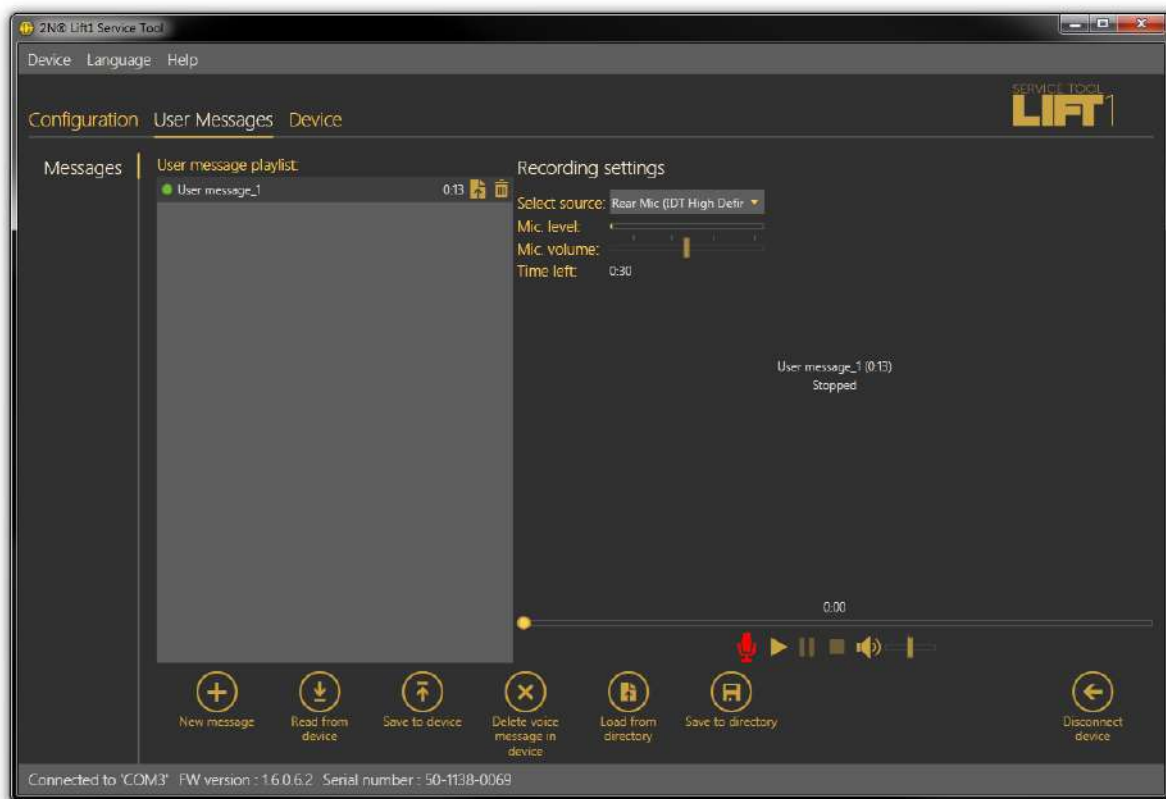 2N® Lift1 Service Tool
Device Language Help
SERVICE TOOL
LIFT1
Configuration User Messages Device
Messages
User message playlist:
User message_1 0:13
Recording settings
Select source: Rear Mic (IDT High Defir
Mic. level:
Mic. volume:
Time left: 0:30
User message_1 (0:13)
Stopped
0:00
New message
Read from
device
Save to device
Delete voice
message in
device
Load from
directory
Save to directory
Disconnect
device
Connected to 'COM3' FW version : 1.6.0.6.2 Serial number : 50-1138-0069